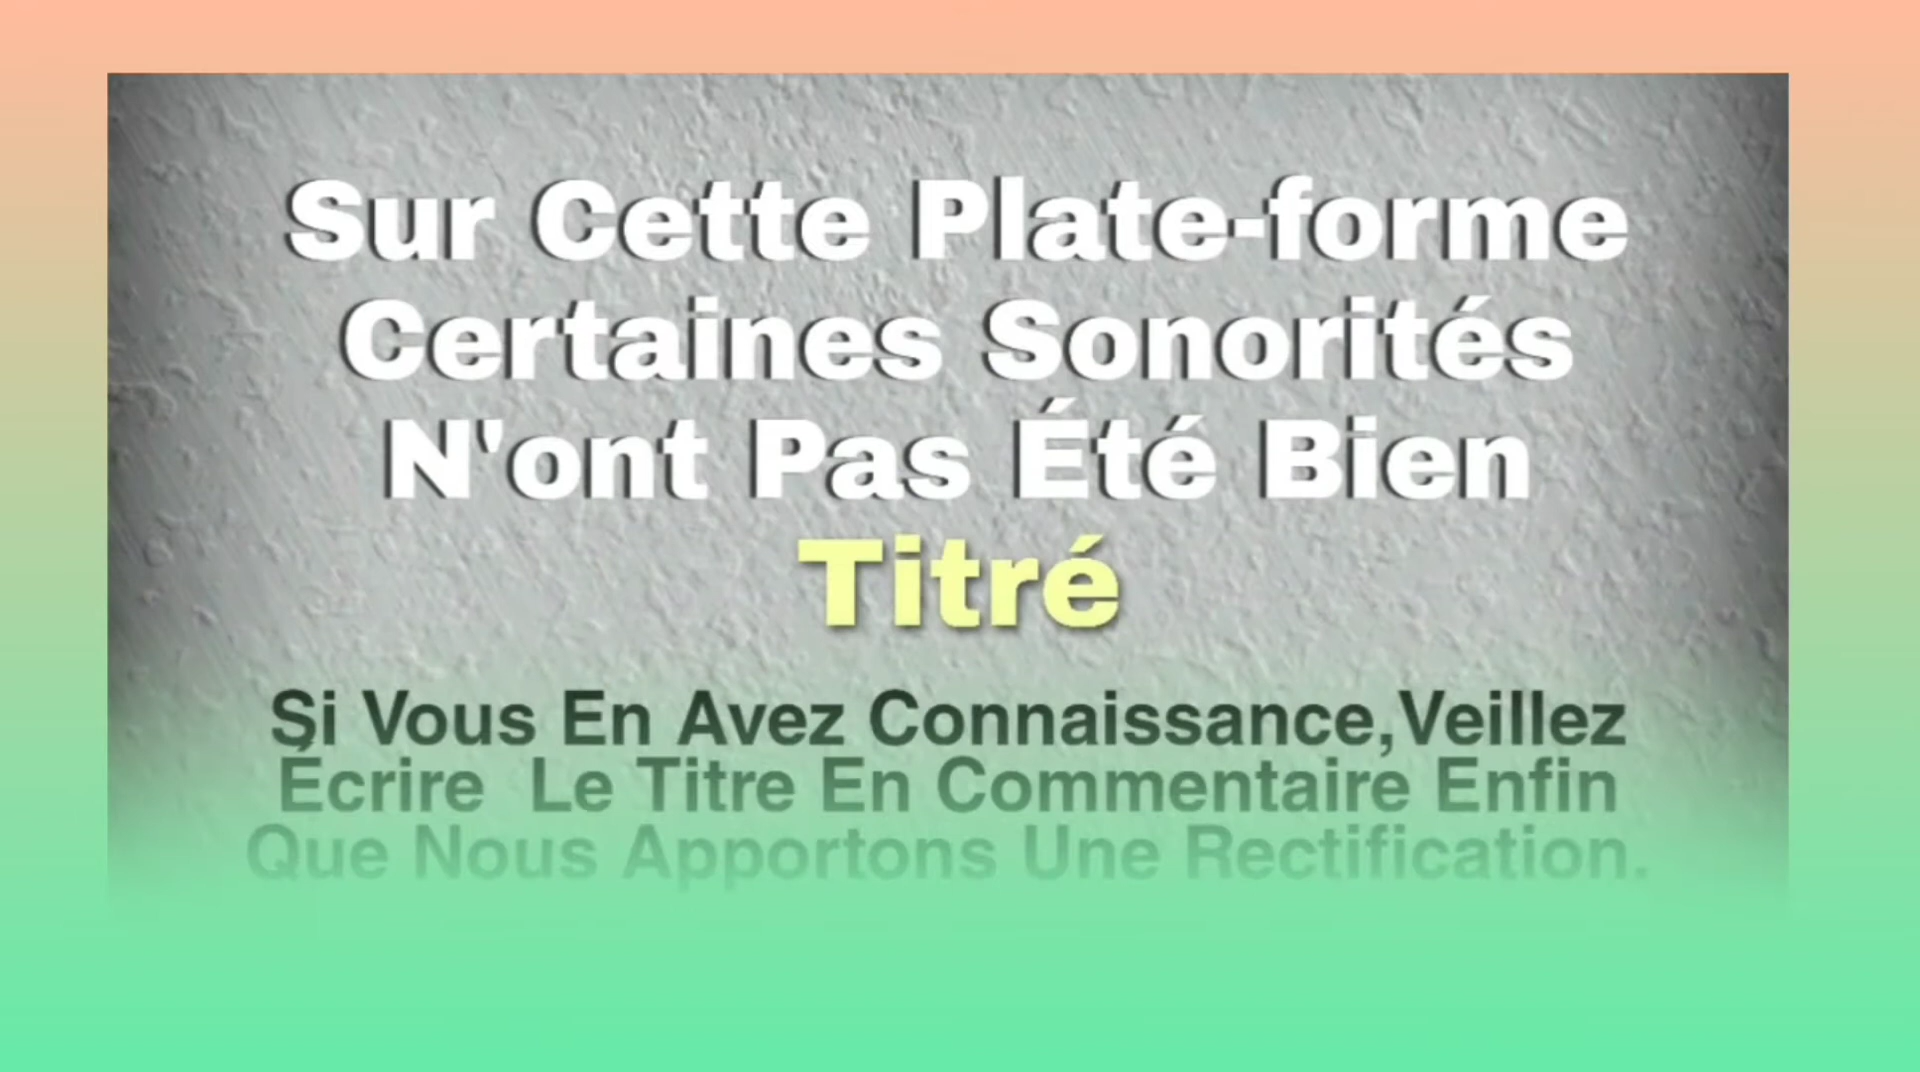 Sur Cette Plate-forme
Certaines Sonorités
N'ont Pas Été Bien
Titré
Si Vous En Avez Connaissance,Veillez
Écrire  Le Titre En Commentaire Enfin
Que Nous Apportons Une Rectification.